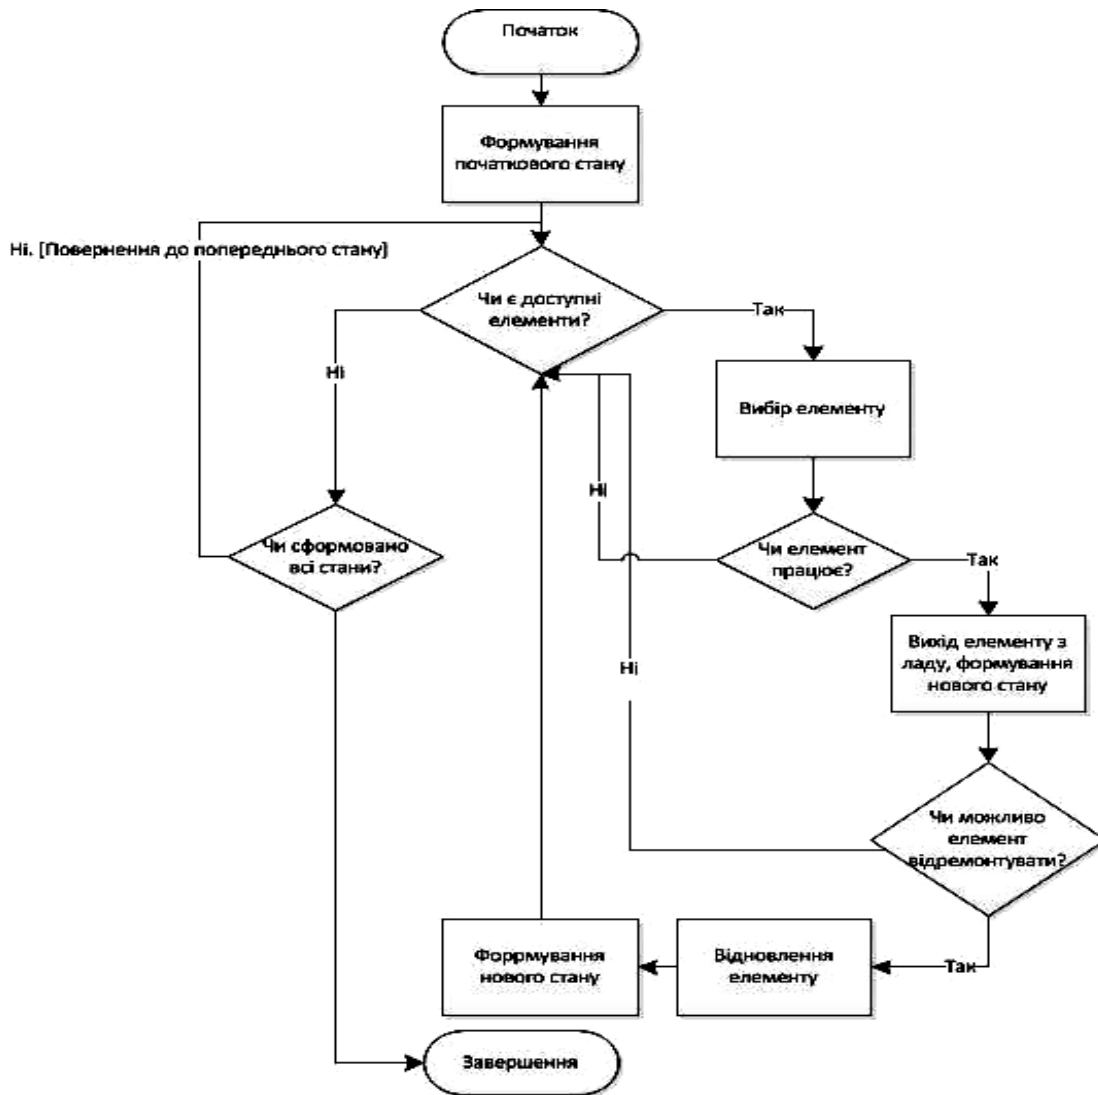 Початок
Формування
початкового стану
Ні. [Повернення до попереднього стану]
Чи є доступні
елементи?
Так
Ні
Вибір елементу
Ні
Чи сформовано
всі стани?
Чи елемент
працює?
Так
Вихід елементу з
ладу, формування
нового стану
Ні
Чи можливо
елемент
відремонтувати?
Форрмування
нового стану
Відновлення
елементу
Так
Завершення